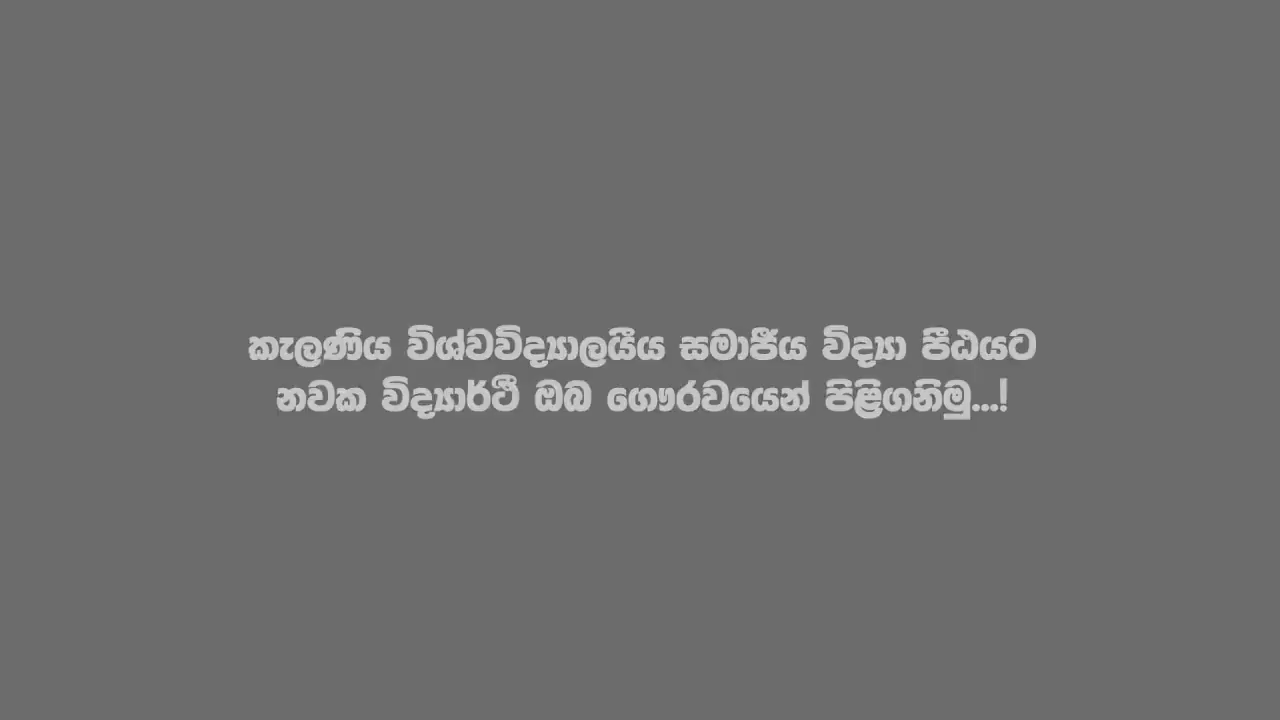 කැලණිය විශ්වවිද්‍යාලයීය සමාජීය විද්‍යා පීඨයට
නවක විද්‍යාර්ථී ඔබ ගෞරවයෙන් පිළිගනිමු...!